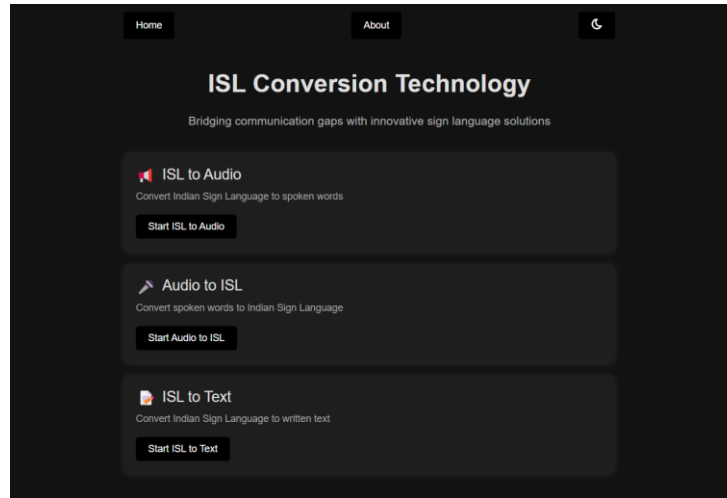 Home
About
ISL Conversion Technology
Bridging communication gaps with innovative sign language solutions
ISL to Audio
Convert Indian Sign Language to spoken words
Start ISL to Audio
Audio to ISL
Convert spoken words to Indian Sign Language
Start Audio to ISL
ISL to Text
Convert Indian Sign Language to written text
Start ISL to Text